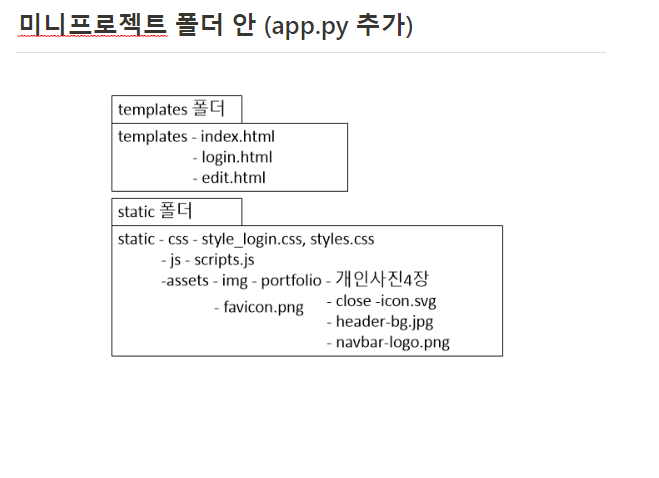 미니프로젝트 폴더 안 (app.py 추가)
templates 폴더
templates - index.html
- login.html
- edit.html
static 폴더
static - css - style_login.css, styles.css
- js - scripts.js
-assets - img - portfolio - 개인사진4장
- close -icon.svg
- favicon.png
- header-bg.jpg
- navbar-logo.png